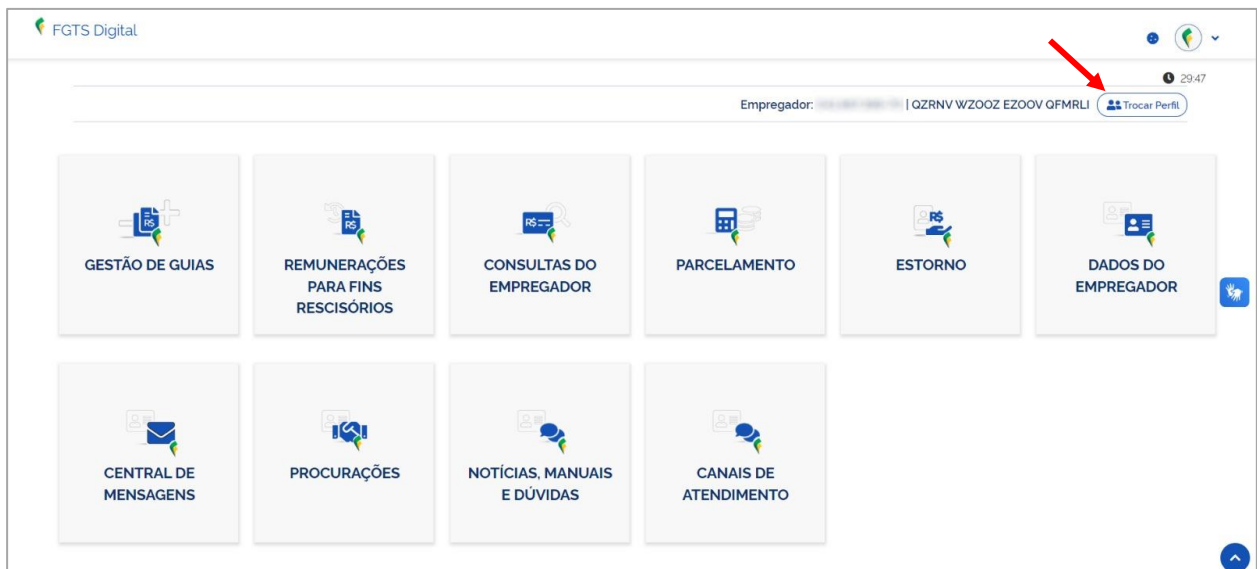 FGTS Digital
29:47
Empregador: | QZRNV WZOOZ EZOOV QFMRLI Trocar Perfil
GESTÃO DE GUIAS
REMUNERAÇÕES
PARA FINS
RESCISÓRIOS
CONSULTAS DO
EMPREGADOR
PARCELAMENTO
ESTORNO
DADOS DO
EMPREGADOR
CENTRAL DE
MENSAGENS
PROCURAÇÕES
NOTÍCIAS, MANUAIS
E DÚVIDAS
CANAIS DE
ATENDIMENTO